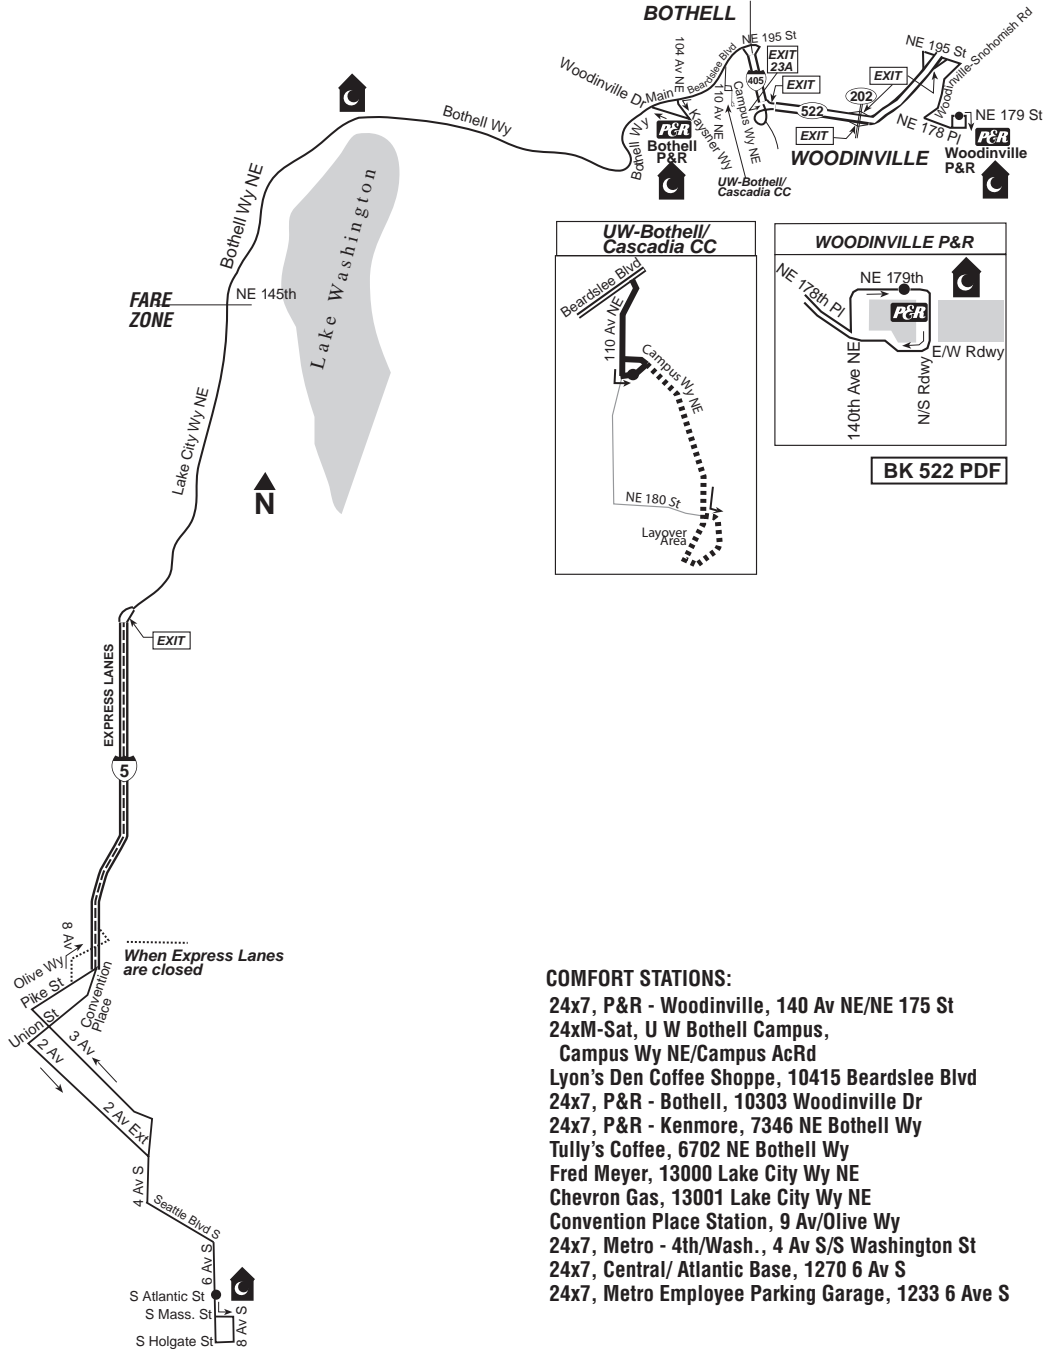 BOTHELL
NE 195 St
EXIT
23A
405
EXIT
104 Av NE
Beardslee Blvd
110 Av NE
Campus Wy NE
Woodinville Dr
Main
Kaysner Wy
Bothell Wy
P&R
Bothell
P&R
UW-Bothell/
Cascadia CC
522
202
EXIT
EXIT
WOODINVILLE
NE 195 St
Woodinville-Snohomish Rd
Woodinville
NE 178 Pl
NE 179 St
P&R
Woodinville
P&R
Bothell Wy
Bothell Wy NE
Lake Washington
FARE
ZONE
NE 145th
Lake City Wy NE
N
UW-Bothell/
Cascadia CC
Beardslee Blvd
110 Av NE
Campus Wy NE
NE 180 St
Layover
Area
WOODINVILLE P&R
NE 178th Pl
NE 179th
P&R
E/W Rdwy
140th Ave NE
N/S Rdwy
BK 522 PDF
EXIT
EXPRESS LANES
5
8 Av
When Express Lanes
are closed
Olive Wy
Pike St
Convention
Place
Union St
3 Av
2 Av
2 Av Ext
4 Av S
Seattle Blvd S
6 Av S
S Atlantic St
S Mass. St
8 Av S
S Holgate St
COMFORT STATIONS:
24x7, P&R - Woodinville, 140 Av NE/NE 175 St
24xM-Sat, U W Bothell Campus,
Campus Wy NE/Campus AcRd
Lyon's Den Coffee Shoppe, 10415 Beardslee Blvd
24x7, P&R - Bothell, 10303 Woodinville Dr
24x7, P&R - Kenmore, 7346 NE Bothell Wy
Tully's Coffee, 6702 NE Bothell Wy
Fred Meyer, 13000 Lake City Wy NE
Chevron Gas, 13001 Lake City Wy NE
Convention Place Station, 9 Av/Olive Wy
24x7, Metro - 4th/Wash., 4 Av S/S Washington St
24x7, Central/ Atlantic Base, 1270 6 Av S
24x7, Metro Employee Parking Garage, 1233 6 Ave S